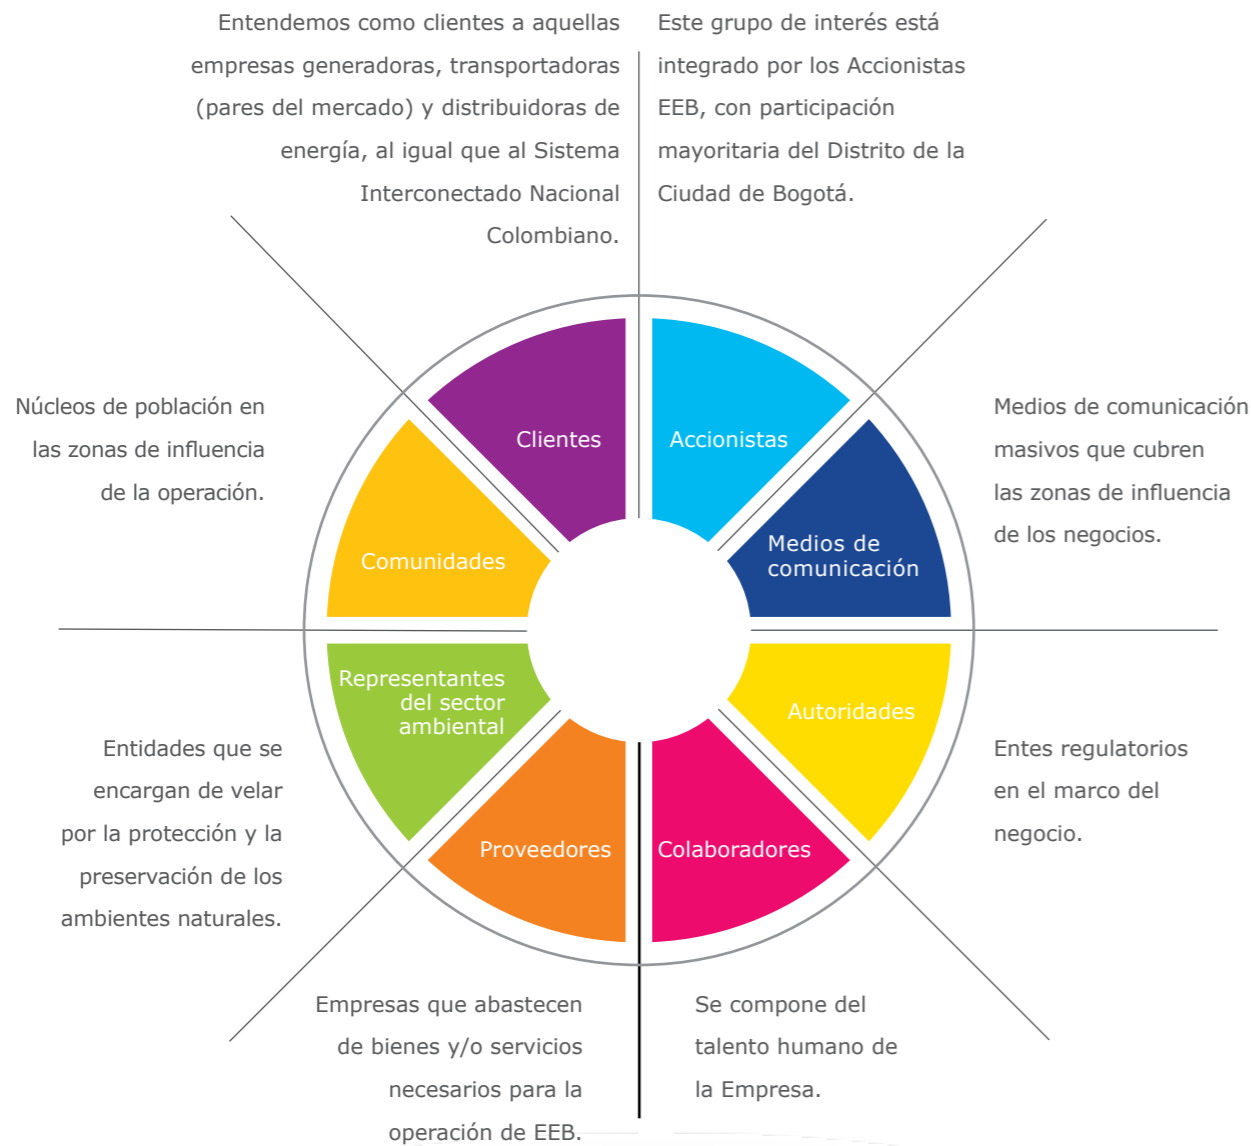 Entendemos como clientes a aquellas
empresas generadoras, transportadoras
(pares del mercado) y distribuidoras de
energía, al igual que al Sistema
Interconectado Nacional
Colombiano.
Este grupo de interés está
integrado por los Accionistas
EEB, con participación
mayoritaria del Distrito de la
Ciudad de Bogotá.
Núcleos de población en
las zonas de influencia
de la operación.
Clientes
Accionistas
Medios de comunicación
masivos que cubren
las zonas de influencia
de los negocios.
Comunidades
Medios de
comunicación
Representantes
del sector
ambiental
Autoridades
Entidades que se
encargan de velar
por la protección y la
preservación de los
ambientes naturales.
Proveedores
Colaboradores
Entes regulatorios
en el marco del
negocio.
Empresas que abastecen
de bienes y/o servicios
necesarios para la
operación de EEB.
Se compone del
talento humano de
la Empresa.